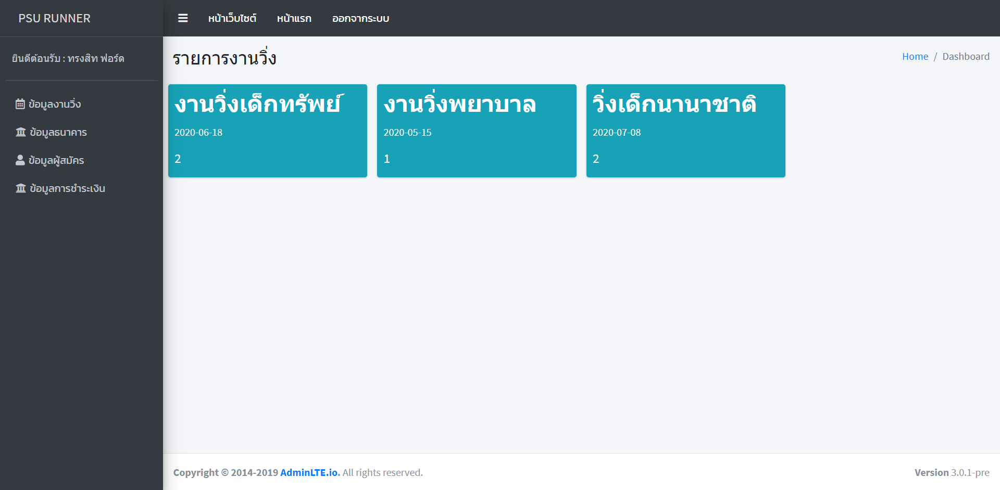 PSU RUNNER
หน้าเว็บไซต์ หน้าแรก ออกจากระบบ
ยินดีต้อนรับ : ทรงสิท ฟอร์ด
ข้อมูลงานวิ่ง
ข้อมูลธนาคาร
ข้อมูลผู้สมัคร
ข้อมูลการชำระเงิน
รายการงานวิ่ง
Home / Dashboard
งานวิ่งเด็กทรัพย์
2020-06-18
2
งานวิ่งพยาบาล
2020-05-15
1
วิ่งเด็กนานาชาติ
2020-07-08
2
Copyright © 2014-2019 AdminLTE.io. All rights reserved.
Version 3.0.1-pre